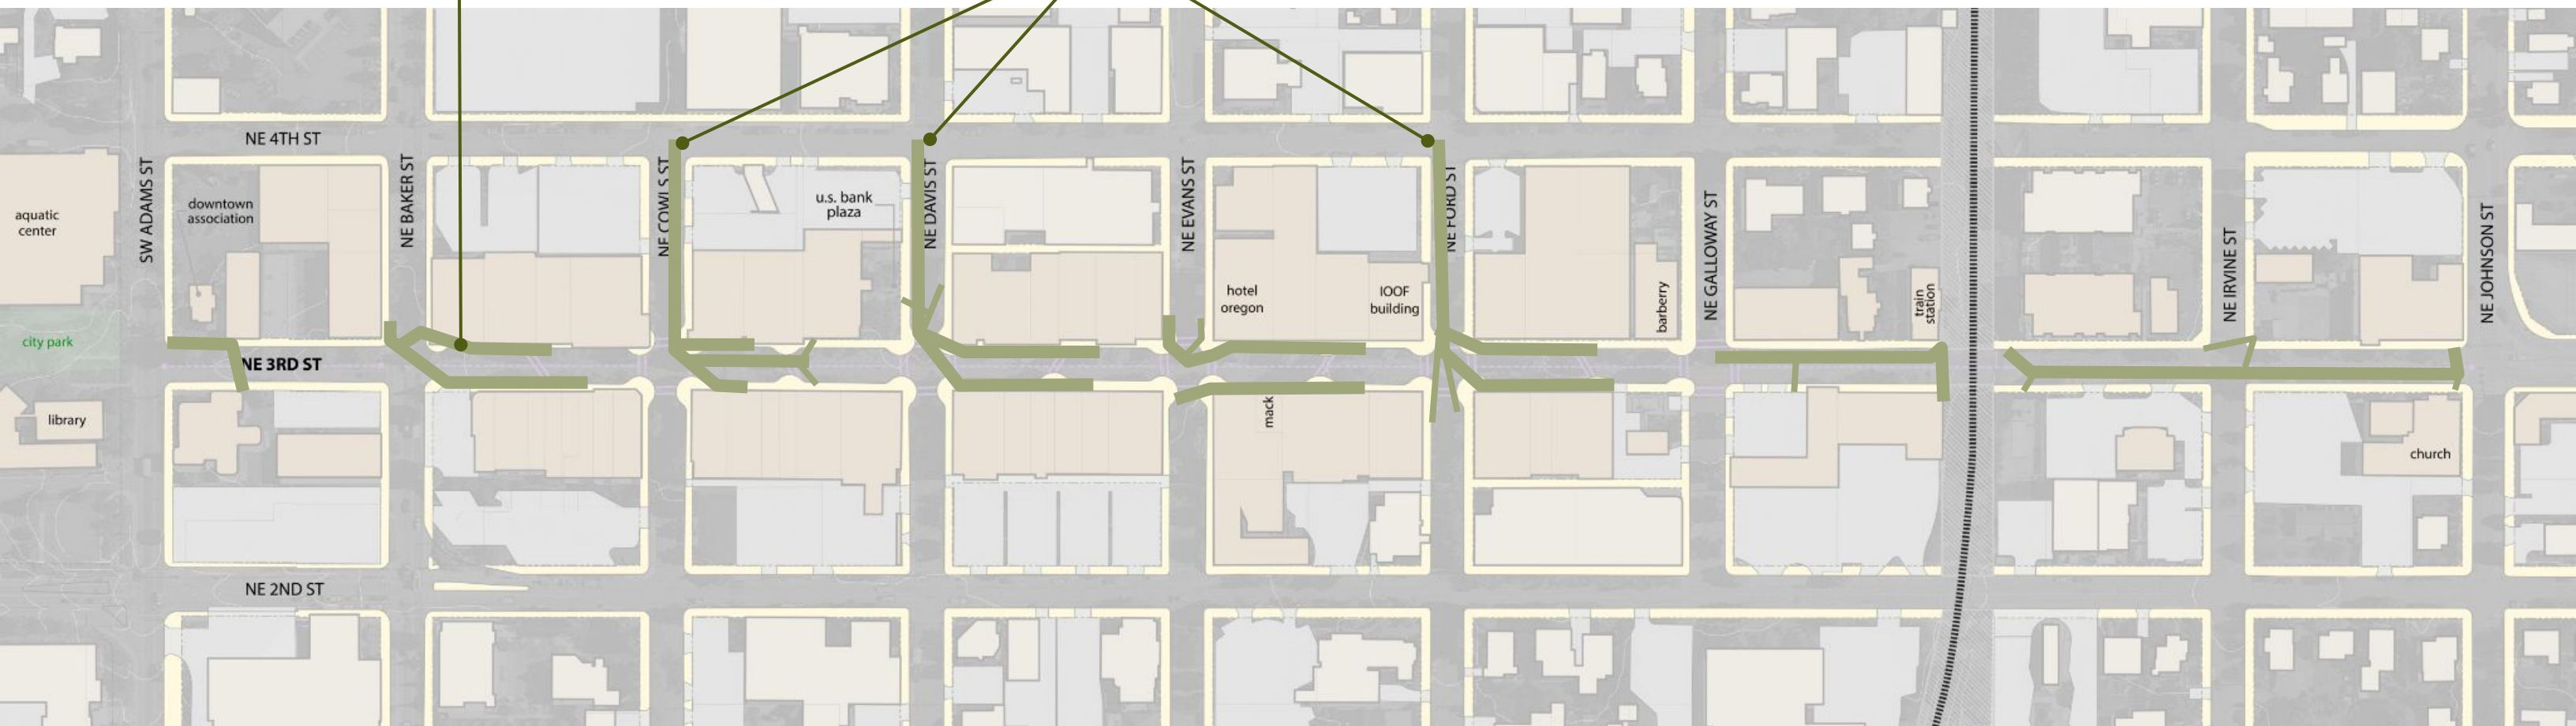 NE 4TH ST
SW ADAMS ST
NE BAKER ST
NE COWLS ST
NE DAVIS ST
NE EVANS ST
NE FORD ST
NE GALLOWAY ST
NE IRVINE ST
NE JOHNSON ST
aquatic
center
downtown
association
u.s. bank
plaza
hotel
oregon
IOOF
building
barberry
train
station
city park
NE 3RD ST
library
mack
church
NE 2ND ST